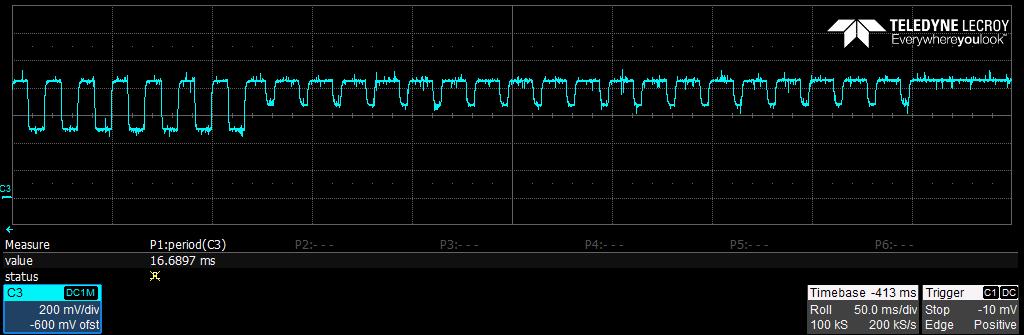 TELEDYNE LECROY
Everywhereyoulook™
C3
Measure P1:period(C3) P2:- - - P3:- - - P4:- - - P5:- - - P6:- - -
value 16.6897 ms
status
C3 DC1M
200 mV/div
-600 mV ofst
Timebase -413 ms
Roll 50.0 ms/div
100 kS 200 kS/s
Trigger C1 DC
Stop -10 mV
Edge Positive